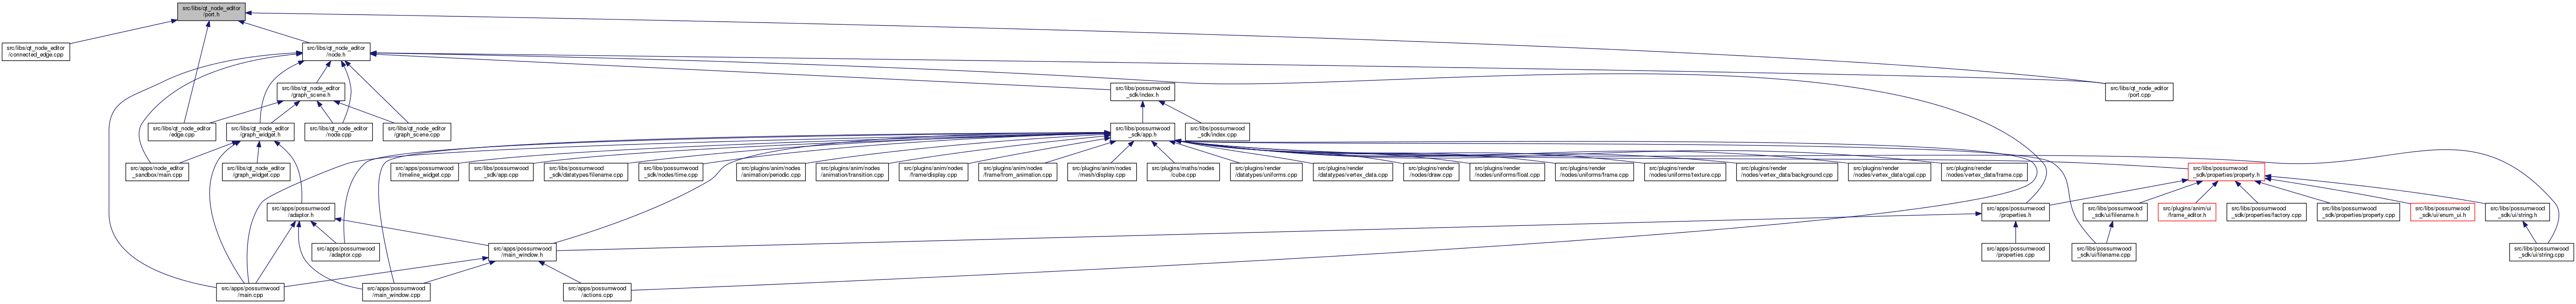 src/libs/qt_node_editor
/port.h
src/libs/qt_node_editor
/connected_edge.cpp
src/libs/qt_node_editor
/node.h
src/libs/qt_node_editor
/graph_scene.h
src/libs/possumwood
_sdk/index.h
src/libs/qt_node_editor
/port.cpp
src/libs/qt_node_editor
/edge.cpp
src/libs/qt_node_editor
/graph_widget.h
src/libs/qt_node_editor
/node.cpp
src/libs/qt_node_editor
/graph_scene.cpp
src/libs/possumwood
_sdk/app.h
src/libs/possumwood
_sdk/index.cpp
src/apps/node_editor
_sandbox/main.cpp
src/libs/qt_node_editor
/graph_widget.cpp
src/apps/possumwood
/timeline_widget.cpp
src/libs/possumwood
_sdk/app.cpp
src/libs/possumwood
_sdk/datatypes/filename.cpp
src/libs/possumwood
_sdk/nodes/time.cpp
src/plugins/anim/nodes
/animation/periodic.cpp
src/plugins/anim/nodes
/animation/transition.cpp
src/plugins/anim/nodes
/frame/display.cpp
src/plugins/anim/nodes
/frame/from_animation.cpp
src/plugins/anim/nodes
/mesh/display.cpp
src/plugins/maths/nodes
/cube.cpp
src/plugins/render
/datatypes/uniforms.cpp
src/plugins/render
/datatypes/vertex_data.cpp
src/plugins/render
/nodes/draw.cpp
src/plugins/render
/nodes/uniforms/float.cpp
src/plugins/render
/nodes/uniforms/frame.cpp
src/plugins/render
/nodes/uniforms/texture.cpp
src/plugins/render
/nodes/vertex_data/background.cpp
src/plugins/render
/nodes/vertex_data/cgal.cpp
src/plugins/render
/nodes/vertex_data/frame.cpp
src/libs/possumwood
_sdk/properties/property.h
src/apps/possumwood
/adaptor.h
src/apps/possumwood
/properties.h
src/libs/possumwood
_sdk/ui/filename.h
src/plugins/anim/ui
/frame_editor.h
src/libs/possumwood
_sdk/properties/factory.cpp
src/libs/possumwood
_sdk/properties/property.cpp
src/libs/possumwood
_sdk/ui/enum_ui.h
src/libs/possumwood
_sdk/ui/string.h
src/apps/possumwood
/adaptor.cpp
src/apps/possumwood
/main_window.h
src/apps/possumwood
/properties.cpp
src/libs/possumwood
_sdk/ui/filename.cpp
src/libs/possumwood
_sdk/ui/string.cpp
src/apps/possumwood
/main.cpp
src/apps/possumwood
/main_window.cpp
src/apps/possumwood
/actions.cpp